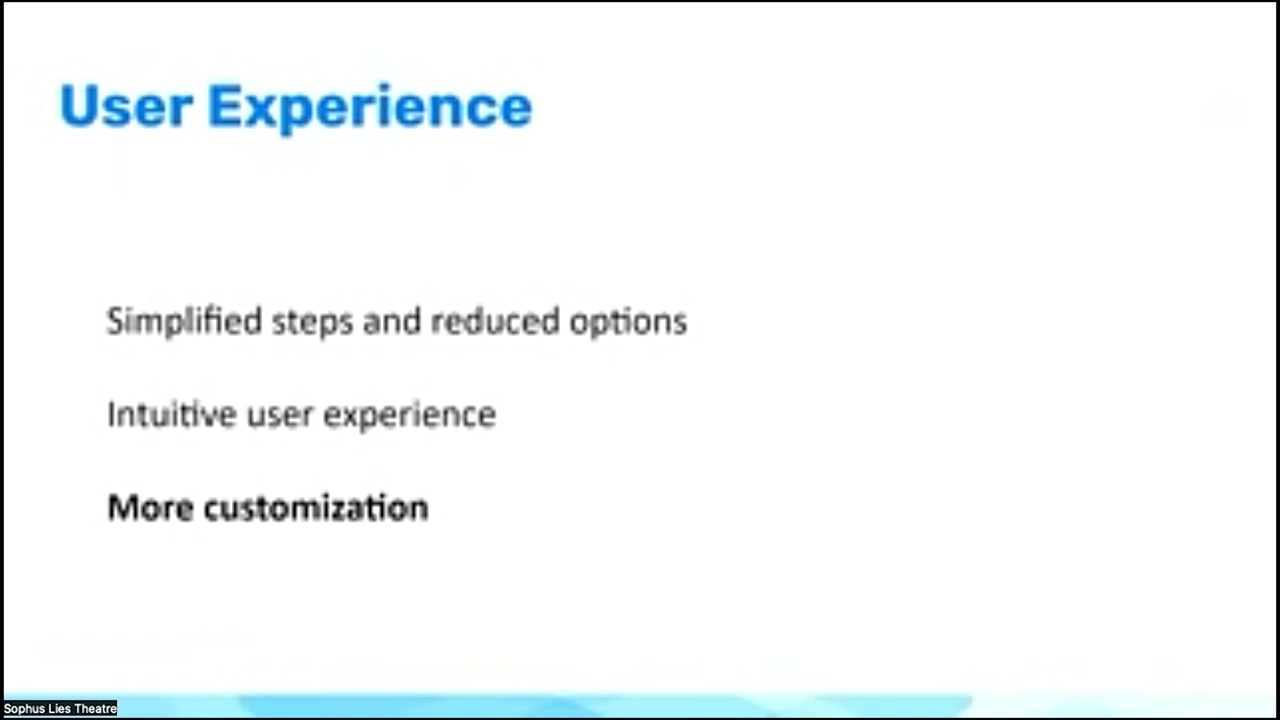 User Experience
Simplified steps and reduced options
Intuitive user experience
More customization
Sophus Lies Theatre